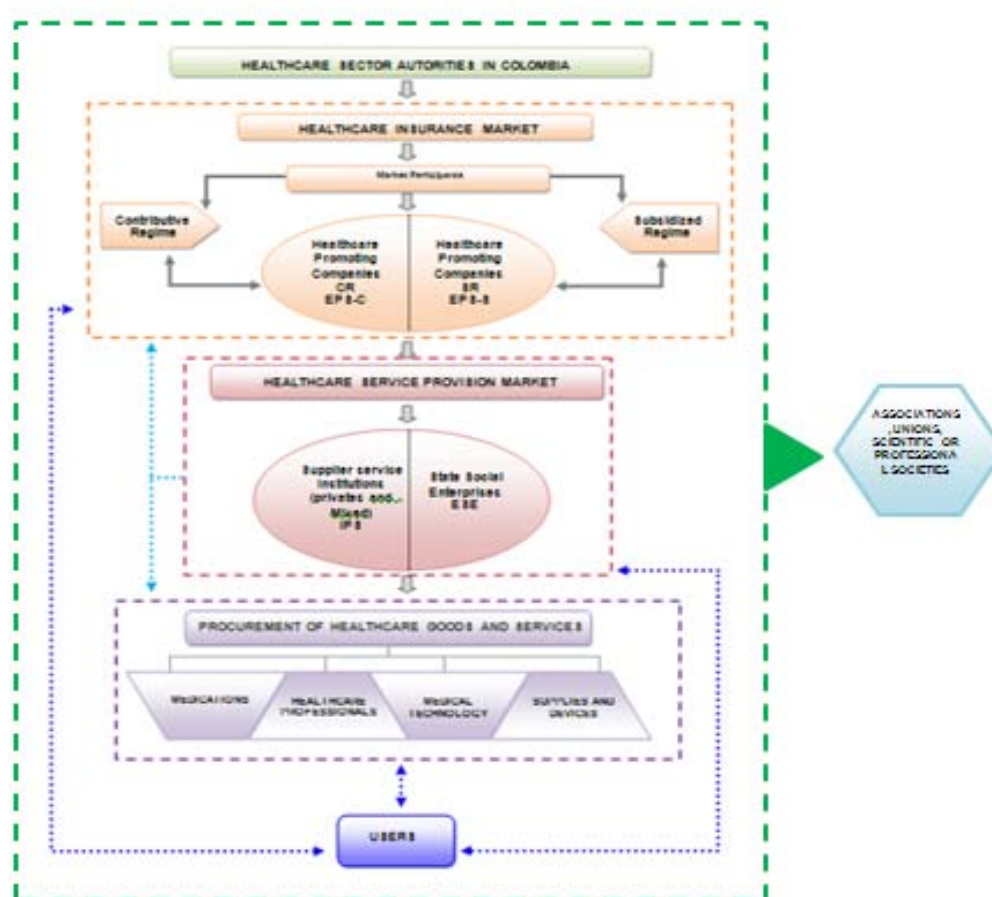 HEALTHCARE SECTOR AUTORITIES IN COLOMBIA
HEALTHCARE INSURANCE MARKET
Market Participants
Contributive
Regime
Subsidized
Regime
Healthcare
Promoting
Companies
CR
EPS-C
Healthcare
Promoting
Companies
SR
EPS-S
HEALTHCARE SERVICE PROVISION MARKET
Supplier service
institutions
(privates and,-
Mixed)
IPS
State Social
Enterprises
ESE
PROCUREMENT OF HEALTHCARE GOODS AND SERVICES
MEDICATIONS
HEALTHCARE
PROFESSIONALS
MEDICAL
TECHNOLOGY
SUPPLIES AND
DEVICES
USERS
ASSOCIATIONS
,UNIONS,
SCIENTIFIC OR
PROFESSIONA
L SOCIETIES